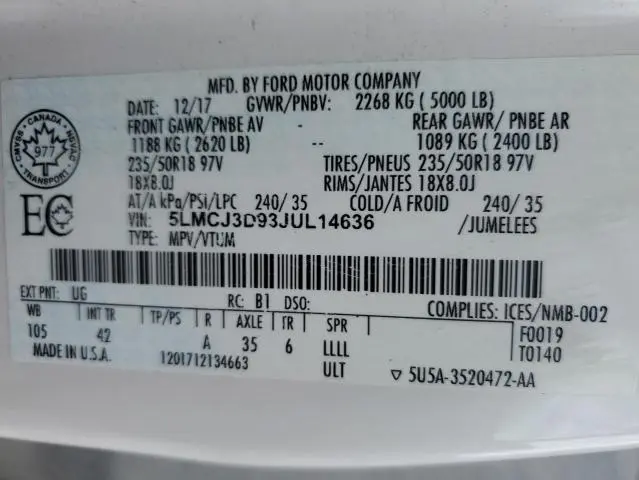 MFD. BY FORD MOTOR COMPANY
DATE: 12/17 GVWR/PNBV: 2268 KG ( 5000 LB)
FRONT GAWR/PNBE AV REAR GAWR/ PNBE AR
1188 KG ( 2620 LB) -- 1089 KG ( 2400 LB)
235/50R18 97V TIRES/PNEUS 235/50R18 97V
18X8.0J RIMS/JANTES 18X8.0J
AT/A kPa/PSi/LPC 240/ 35 COLD/A FROID 240/ 35
VIN: 5LMCJ3D93JUL14636 /JUMELEES
TYPE: MPV/VTUM
CMVSS · CANADA · NSVAC
977
TRANSPORT
EC
EXT PNT: UG RC: B1 DSO:
COMPLIES: ICES/NMB-002
WB INT TR TP/PS R AXLE TR SPR F0019
105 42 A 35 6 LLLL T0140
MADE IN U.S.A. 1201712134663 ULT ▽ 5U5A-3520472-AA